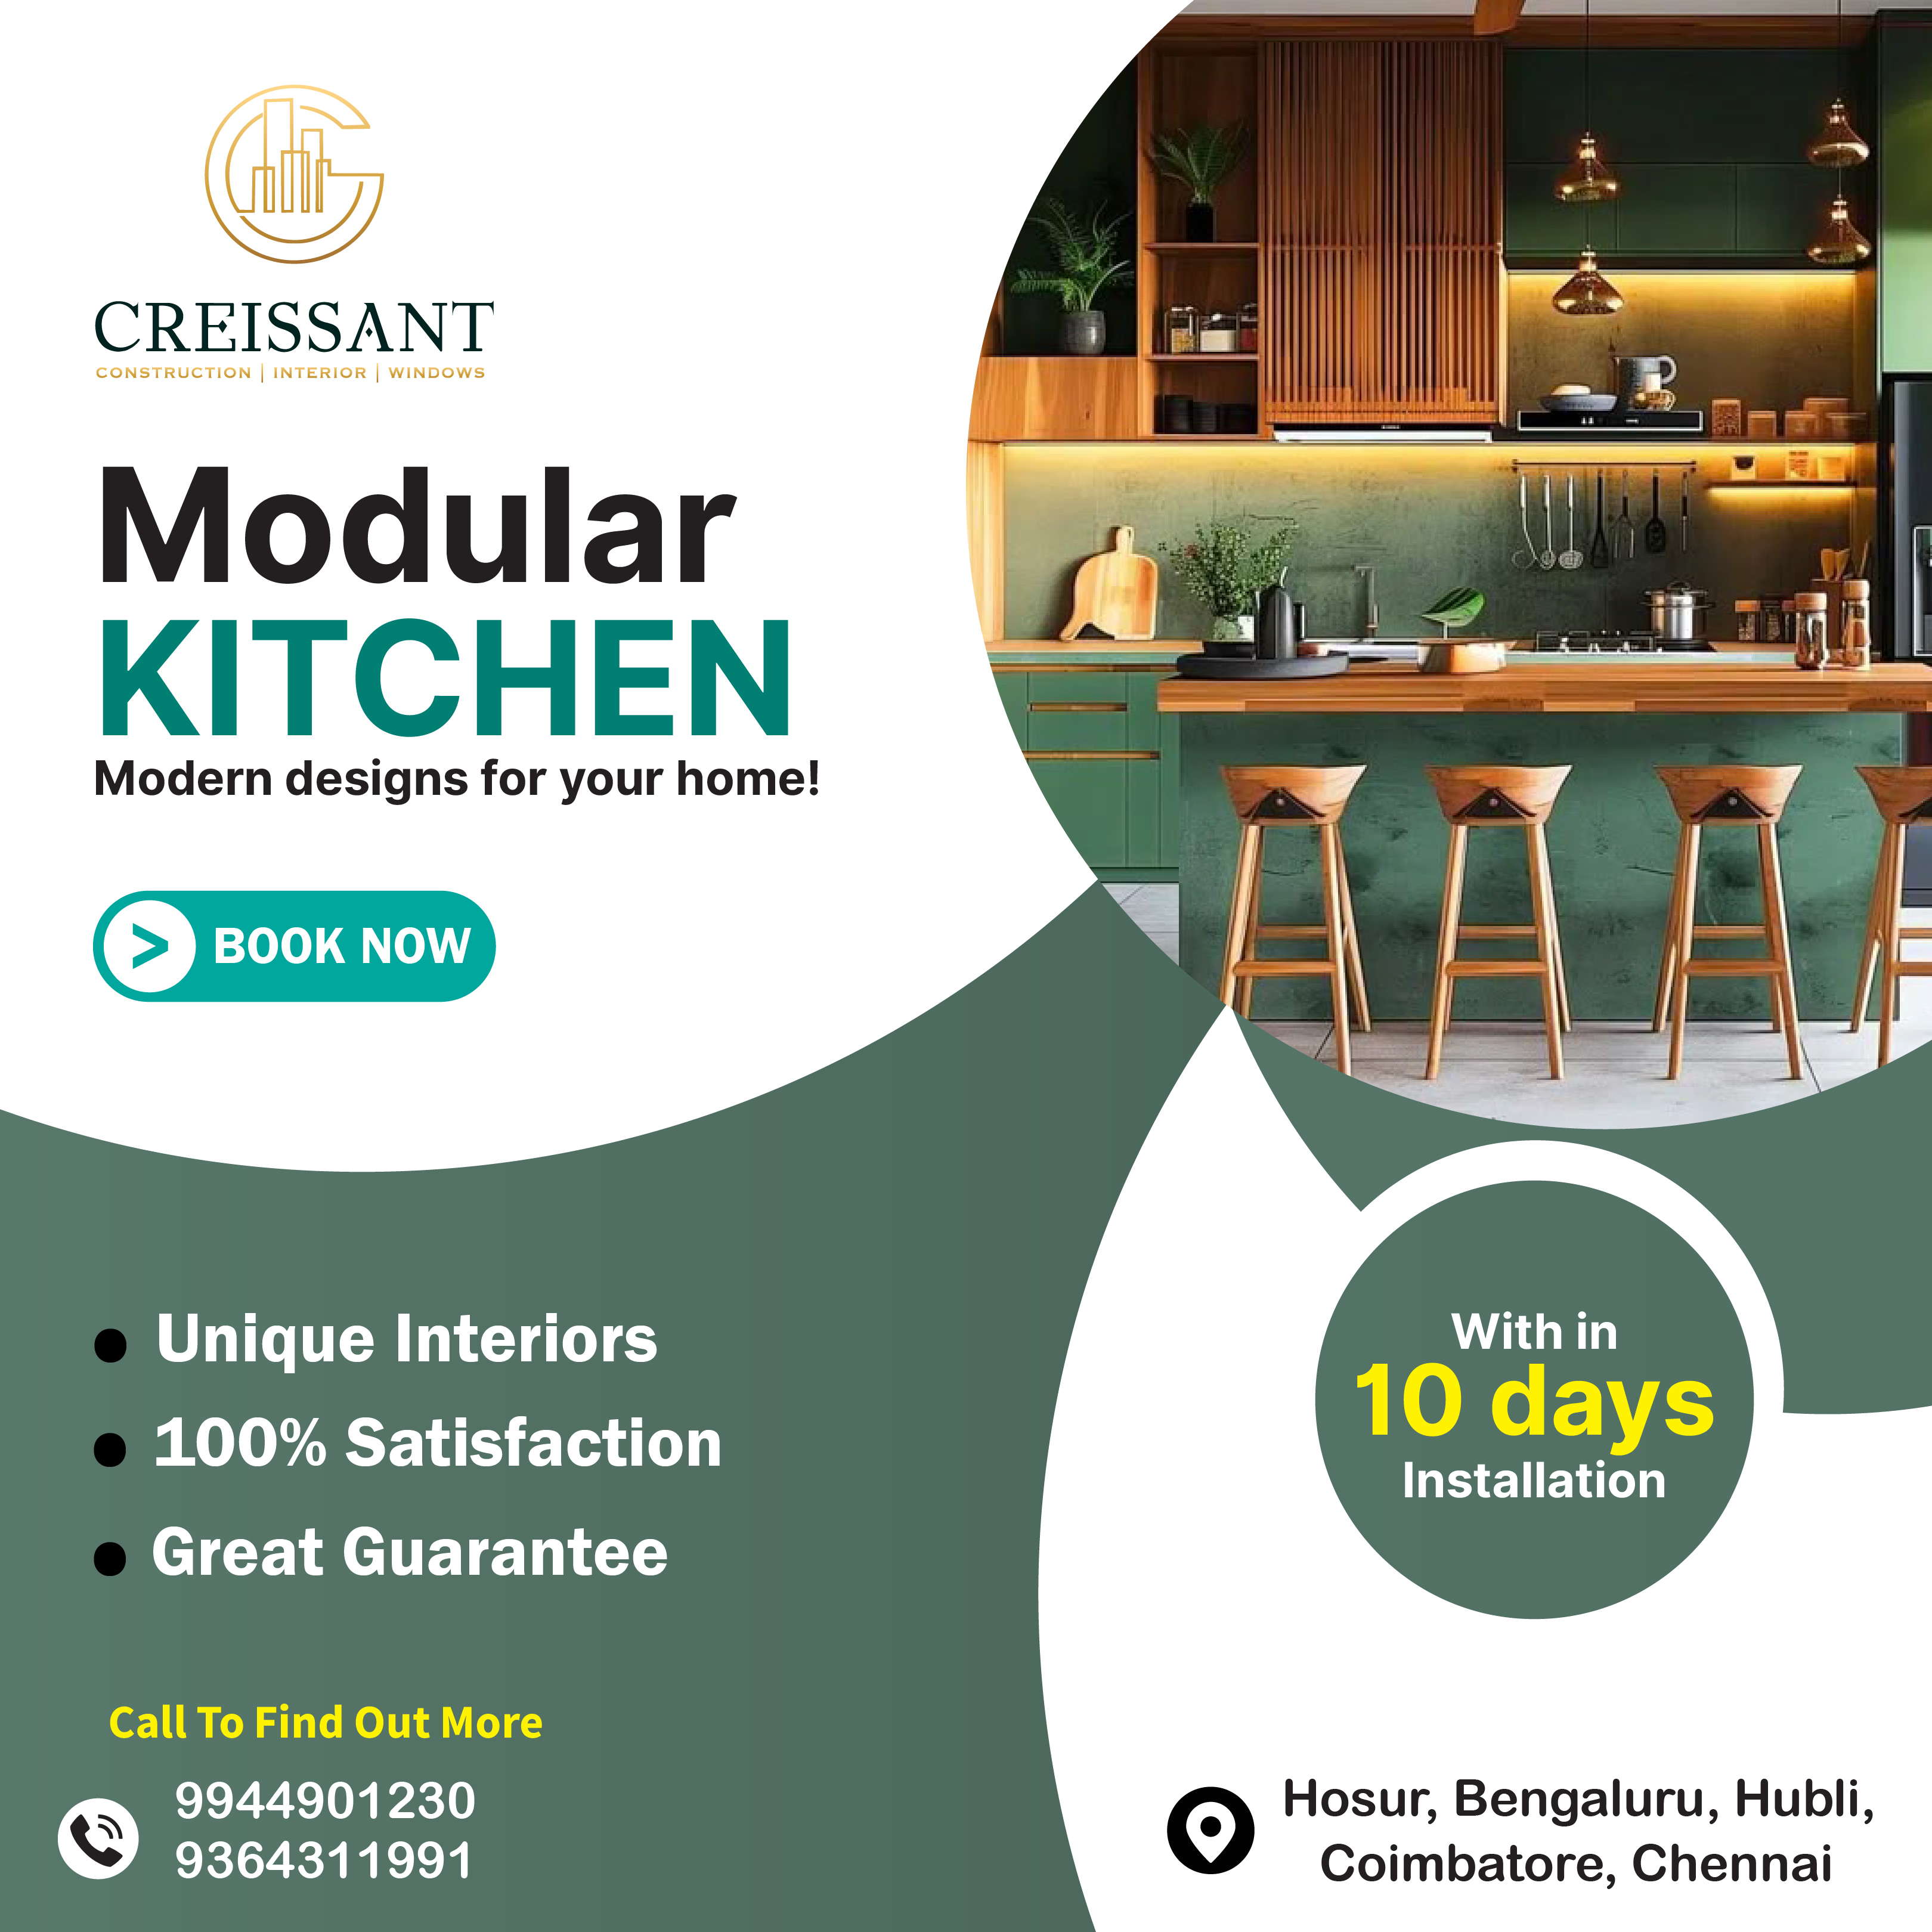 CREISSANT
CONSTRUCTION | INTERIOR | WINDOWS
Modular
KITCHEN
Modern designs for your home!
> BOOK NOW
● Unique Interiors
● 100% Satisfaction
● Great Guarantee
With in
10 days
Installation
Call To Find Out More
9944901230
9364311991
Hosur, Bengaluru, Hubli,
Coimbatore, Chennai